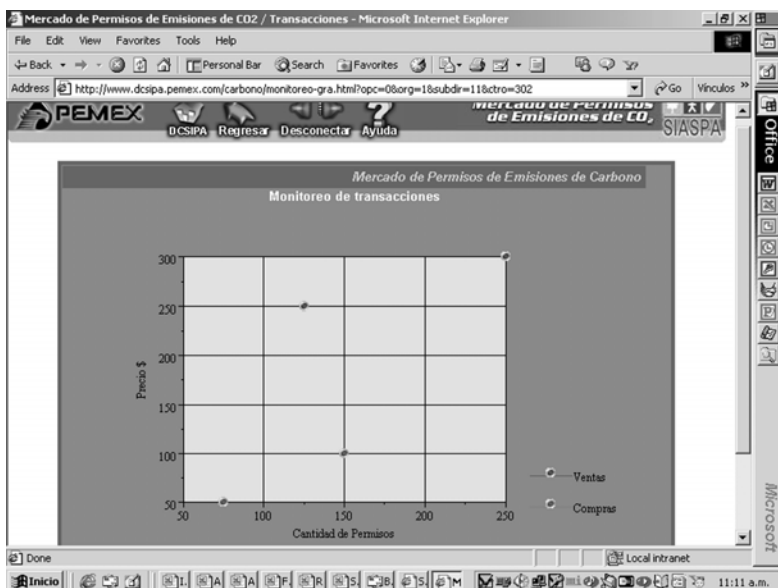 Mercado de Permisos de Emisiones de CO2 / Transacciones - Microsoft Internet Explorer
File Edit View Favorites Tools Help
Back Personal Bar Search Favorites
Address http://www.dcsipa.pemex.com/carbono/monitoreo-gra.html?opc=0&org=1&subdir=11&ctro=302 Go Vínculos »
PEMEX
DCSIPA Regresar Desconectar Ayuda
Mercado de Permisos
de Emisiones de CO2
SIASPA
Office
Mercado de Permisos de Emisiones de Carbono
Monitoreo de transacciones
300
250
200
150
100
50
Precio $
50 100 150 200 250
Cantidad de Permisos
Ventas
Compras
Microsoft
Done Local intranet
Inicio 11:11 a.m.